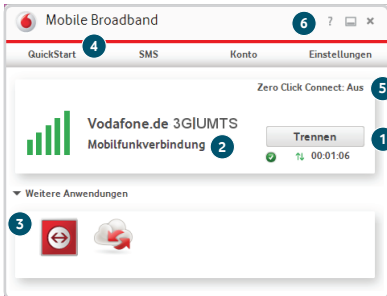 Mobile Broadband
6 ?
QuickStart SMS Konto Einstellungen
4
Zero Click Connect: Aus 5
Vodafone.de 3G|UMTS
Trennen 1
Mobilfunkverbindung 2
00:01:06
Weitere Anwendungen
3